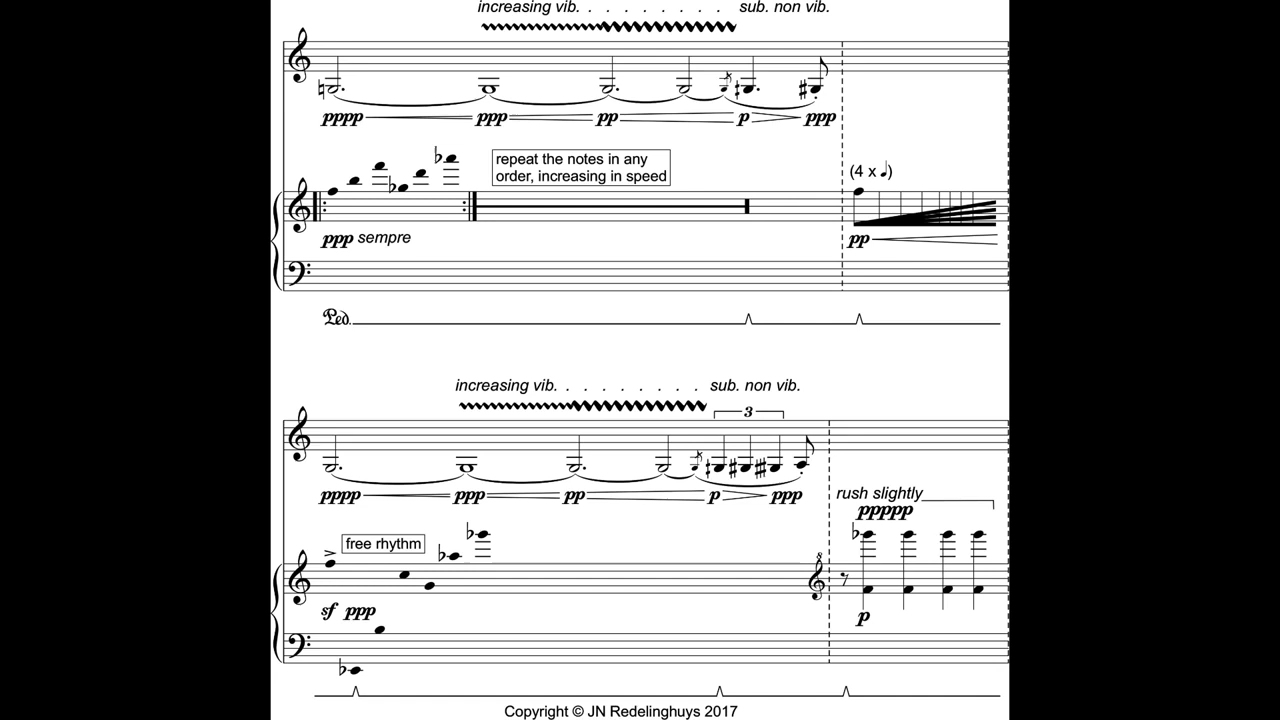 increasing vib. . . . . . . . . sub. non vib.
pppp ppp pp p ppp
repeat the notes in any
order, increasing in speed
(4 x ♩)
ppp sempre
pp
Ped.
increasing vib. . . . . . . . . sub. non vib.
3
pppp ppp pp p ppp
rush slightly
ppppp
free rhythm
8
sf ppp
p
Copyright © JN Redelinghuys 2017